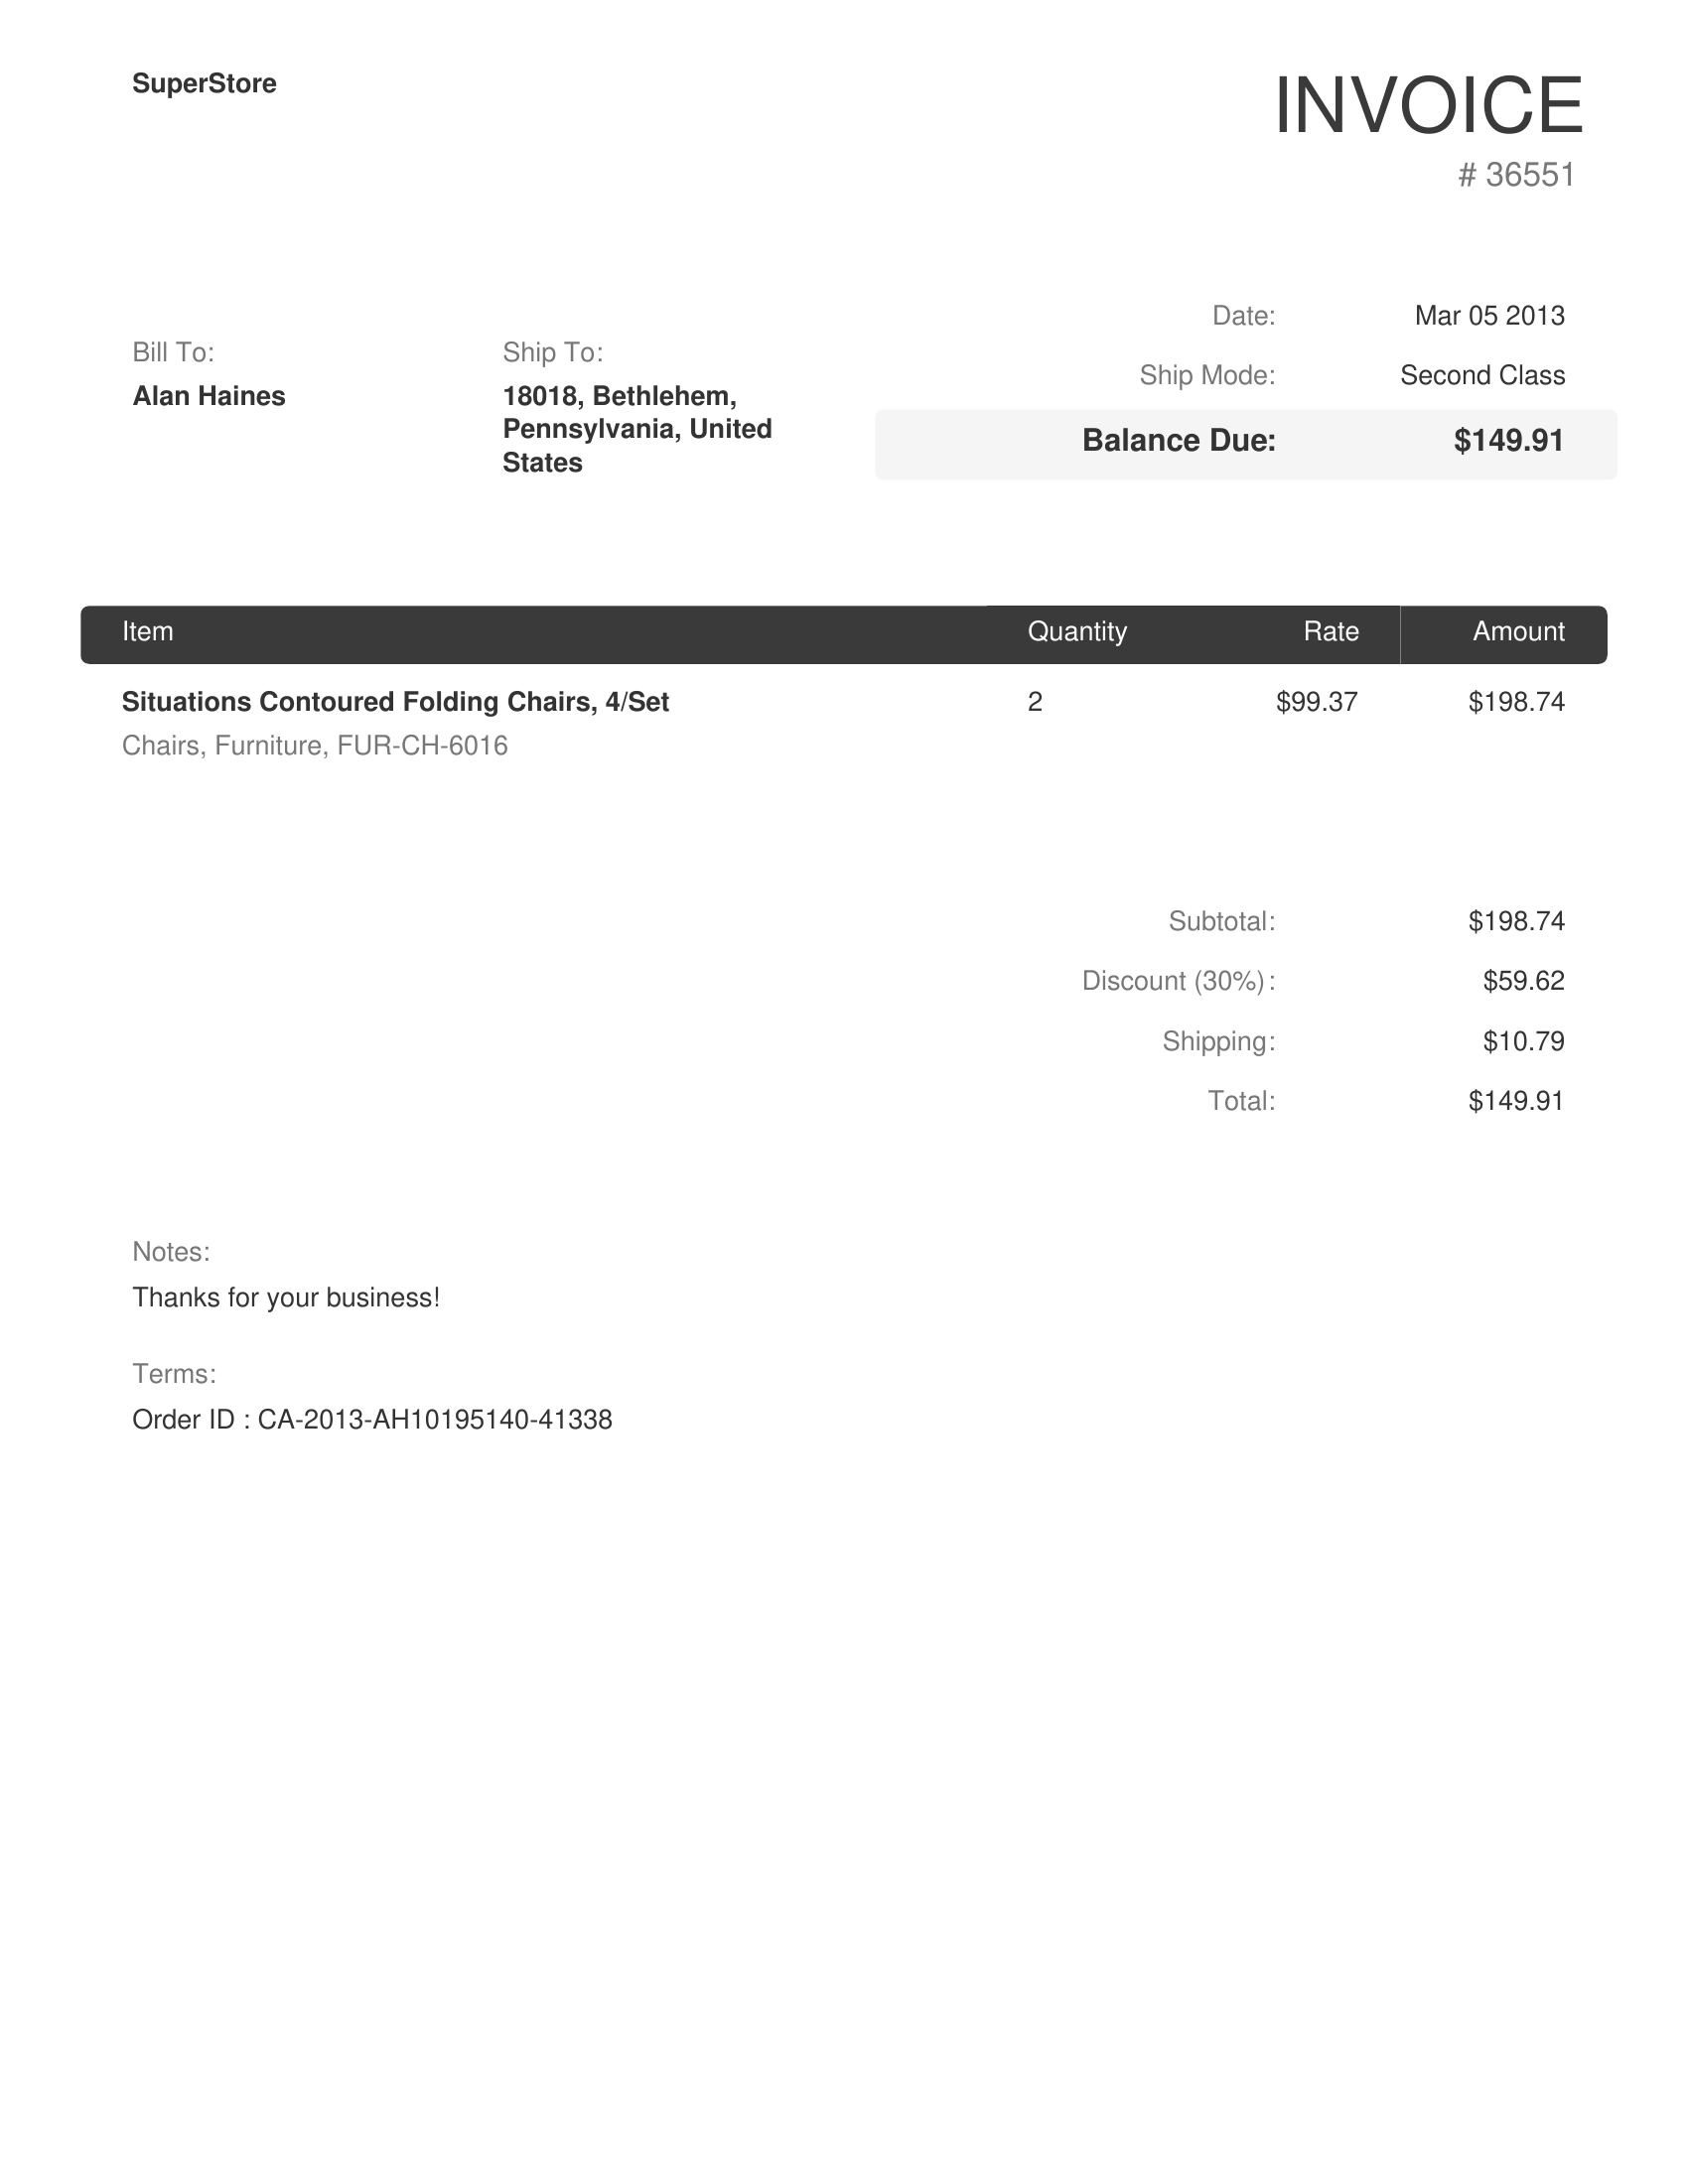 SuperStore
INVOICE
# 36551
Date: Mar 05 2013
Ship Mode: Second Class
Balance Due: $149.91
Bill To:
Alan Haines
Ship To:
18018, Bethlehem,
Pennsylvania, United
States
Item Quantity Rate Amount
Situations Contoured Folding Chairs, 4/Set 2 $99.37 $198.74
Chairs, Furniture, FUR-CH-6016
Subtotal: $198.74
Discount (30%): $59.62
Shipping: $10.79
Total: $149.91
Notes:
Thanks for your business!
Terms:
Order ID : CA-2013-AH10195140-41338